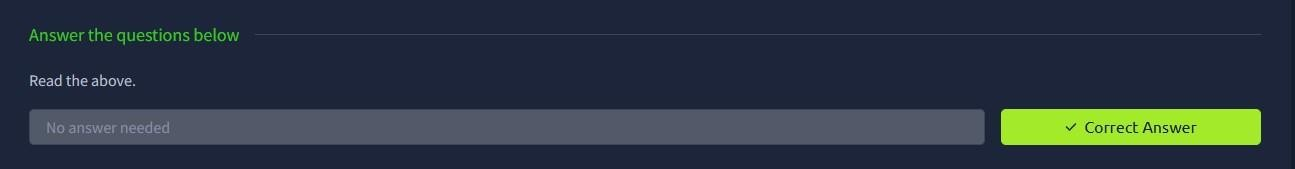 Answer the questions below
Read the above.
No answer needed
✓ Correct Answer